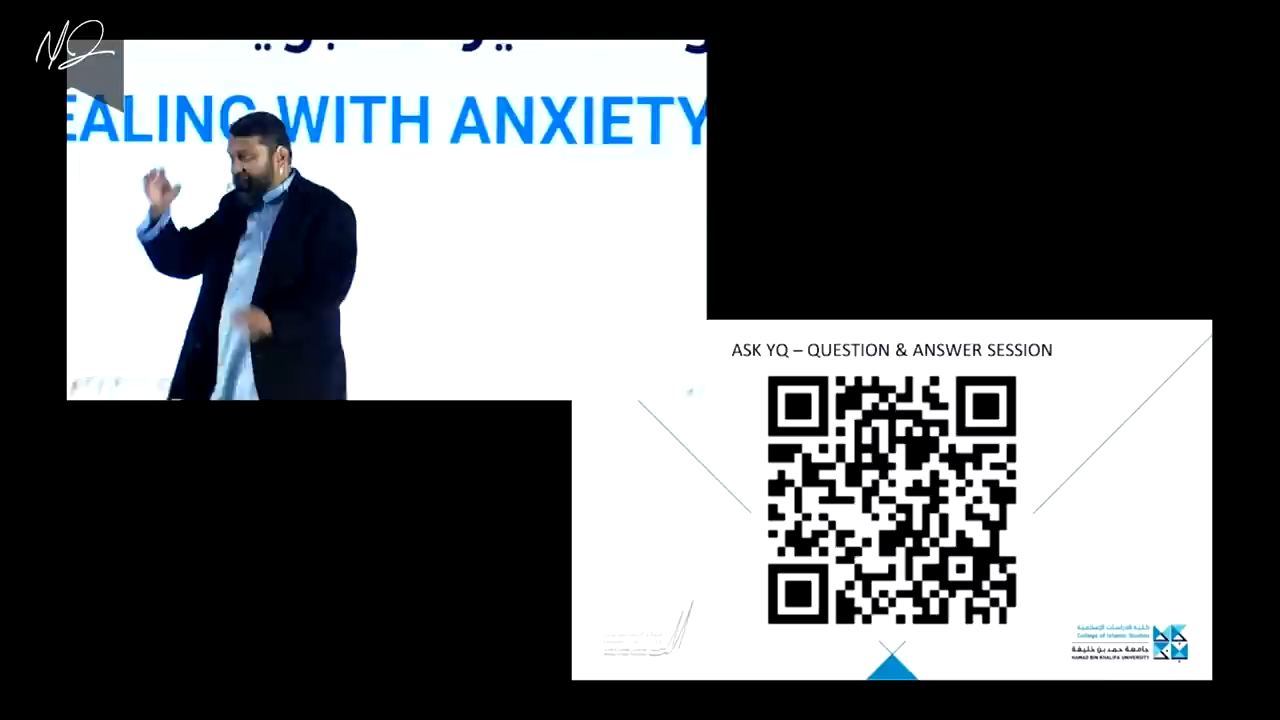 EALING WITH ANXIETY
ASK YQ – QUESTION & ANSWER SESSION
كلية الدراسات الإسلامية
College of Islamic Studies
جامعة حمد بن خليفة
HAMAD BIN KHALIFA UNIVERSITY